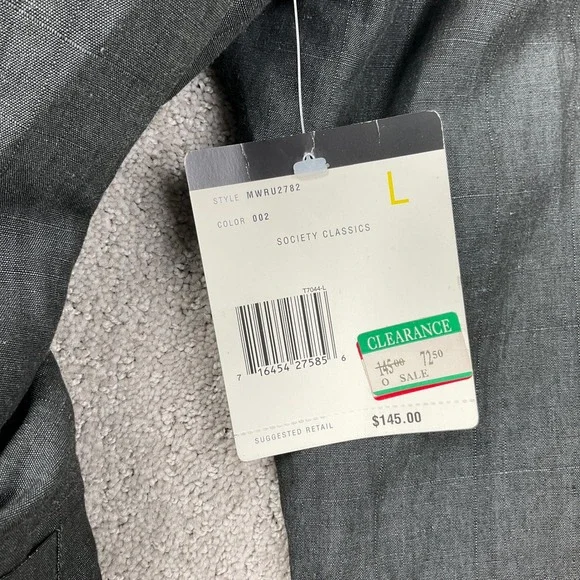 STYLE MWRU2782
L
COLOR 002
SOCIETY CLASSICS
T7044-L
7 16454 27585 6
CLEARANCE
145.00 72.50
O SALE
SUGGESTED RETAIL $145.00